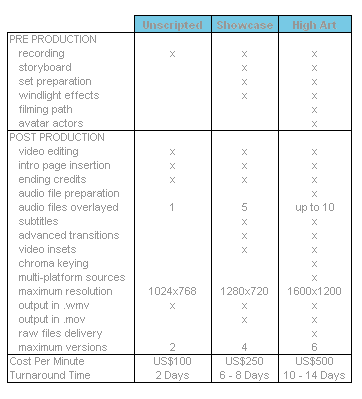 Unscripted Showcase High Art
PRE PRODUCTION
recording x x x
storyboard x x
set preparation x x
windlight effects x x
filming path x
avatar actors x
POST PRODUCTION
video editing x x x
intro page insertion x x x
ending credits x x x
audio file preparation x
audio files overlayed 1 5 up to 10
subtitles x x
advanced transitions x x
video insets x x
chroma keying x
multi-platform sources x
maximum resolution 1024x768 1280x720 1600x1200
output in .wmv x x x
output in .mov x x
raw files delivery x
maximum versions 2 4 6
Cost Per Minute US$100 US$250 US$500
Turnaround Time 2 Days 6 - 8 Days 10 - 14 Days